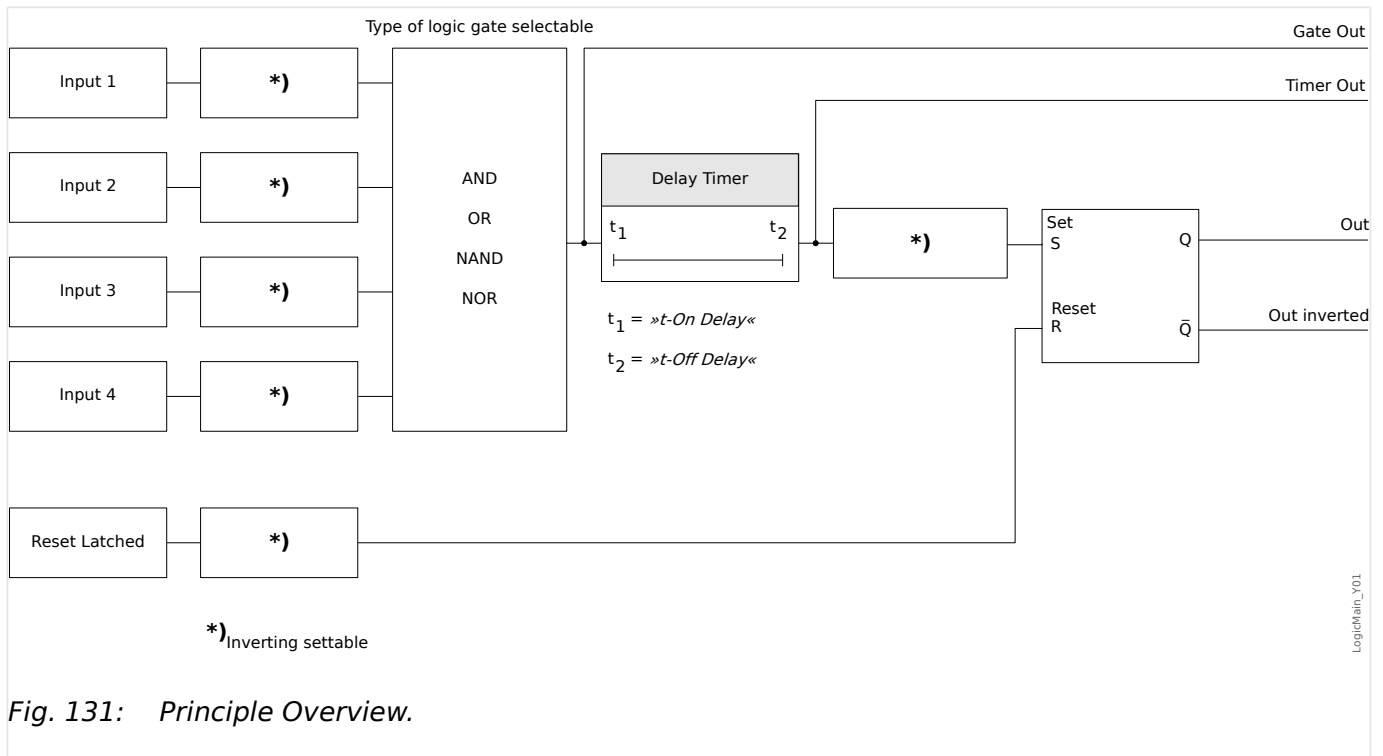 Type of logic gate selectable
Gate Out
Input 1
*)
Timer Out
Input 2
*)
AND
OR
NAND
NOR
Delay Timer
t1
t2
*)
Set
S
Q
Out
Reset
R
Q̅
Out inverted
Input 3
*)
t1 = »t-On Delay«
t2 = »t-Off Delay«
Input 4
*)
Reset Latched
*)
*)Inverting settable
LogicMain_Y01
Fig. 131: Principle Overview.